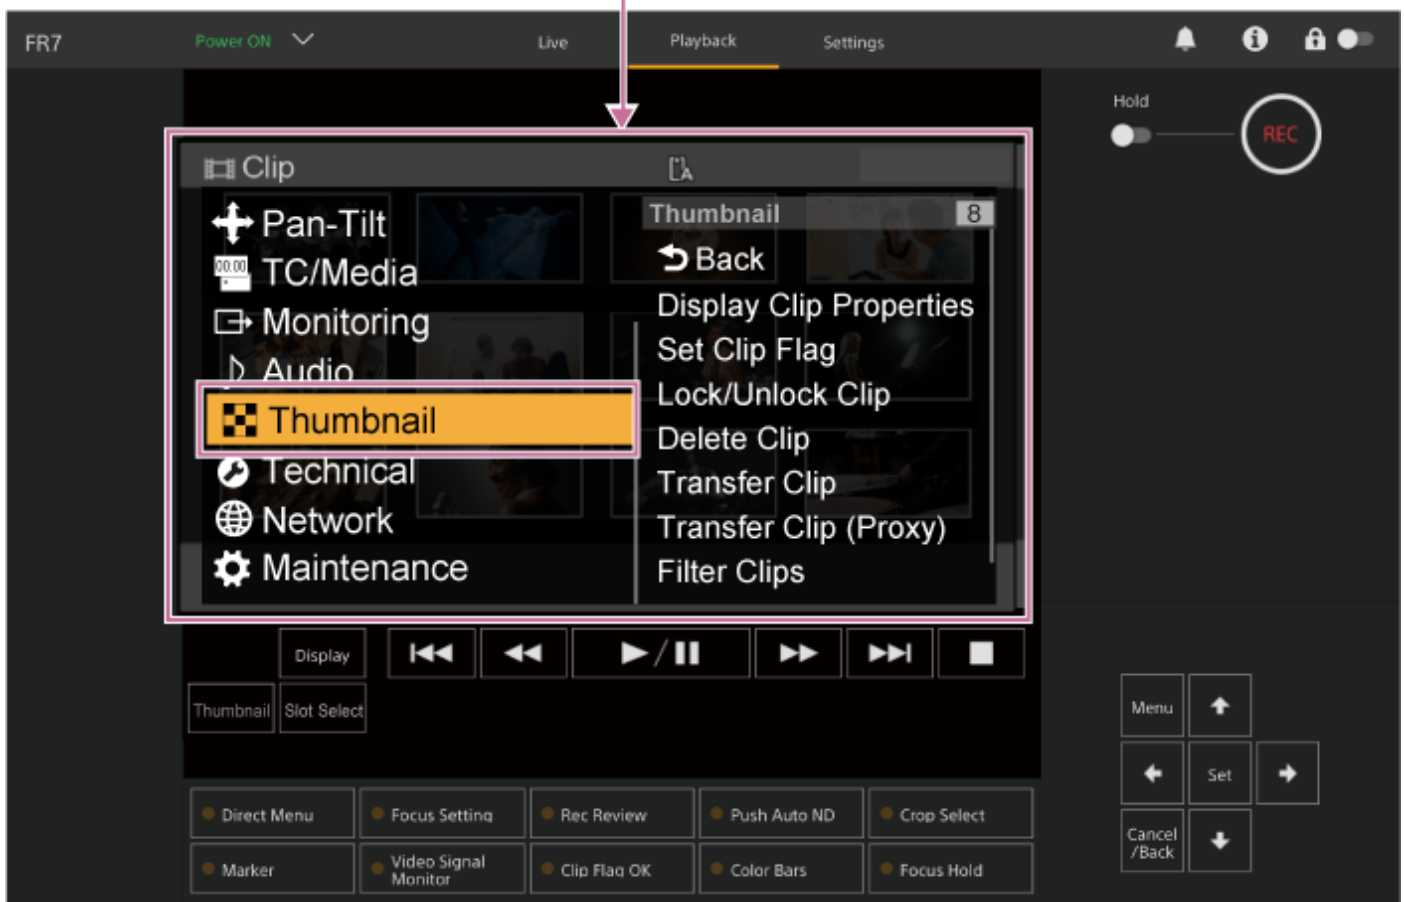 FR7
Power ON
Live
Playback
Settings
Hold
REC
Clip
A
Pan-Tilt
00:00
TC/Media
Monitoring
Audio
Thumbnail
Technical
Network
Maintenance
Thumbnail 8
Back
Display Clip Properties
Set Clip Flag
Lock/Unlock Clip
Delete Clip
Transfer Clip
Transfer Clip (Proxy)
Filter Clips
Display
Thumbnail
Slot Select
Menu
Set
Cancel
/Back
Direct Menu
Focus Setting
Rec Review
Push Auto ND
Crop Select
Marker
Video Signal
Monitor
Clip Flag OK
Color Bars
Focus Hold